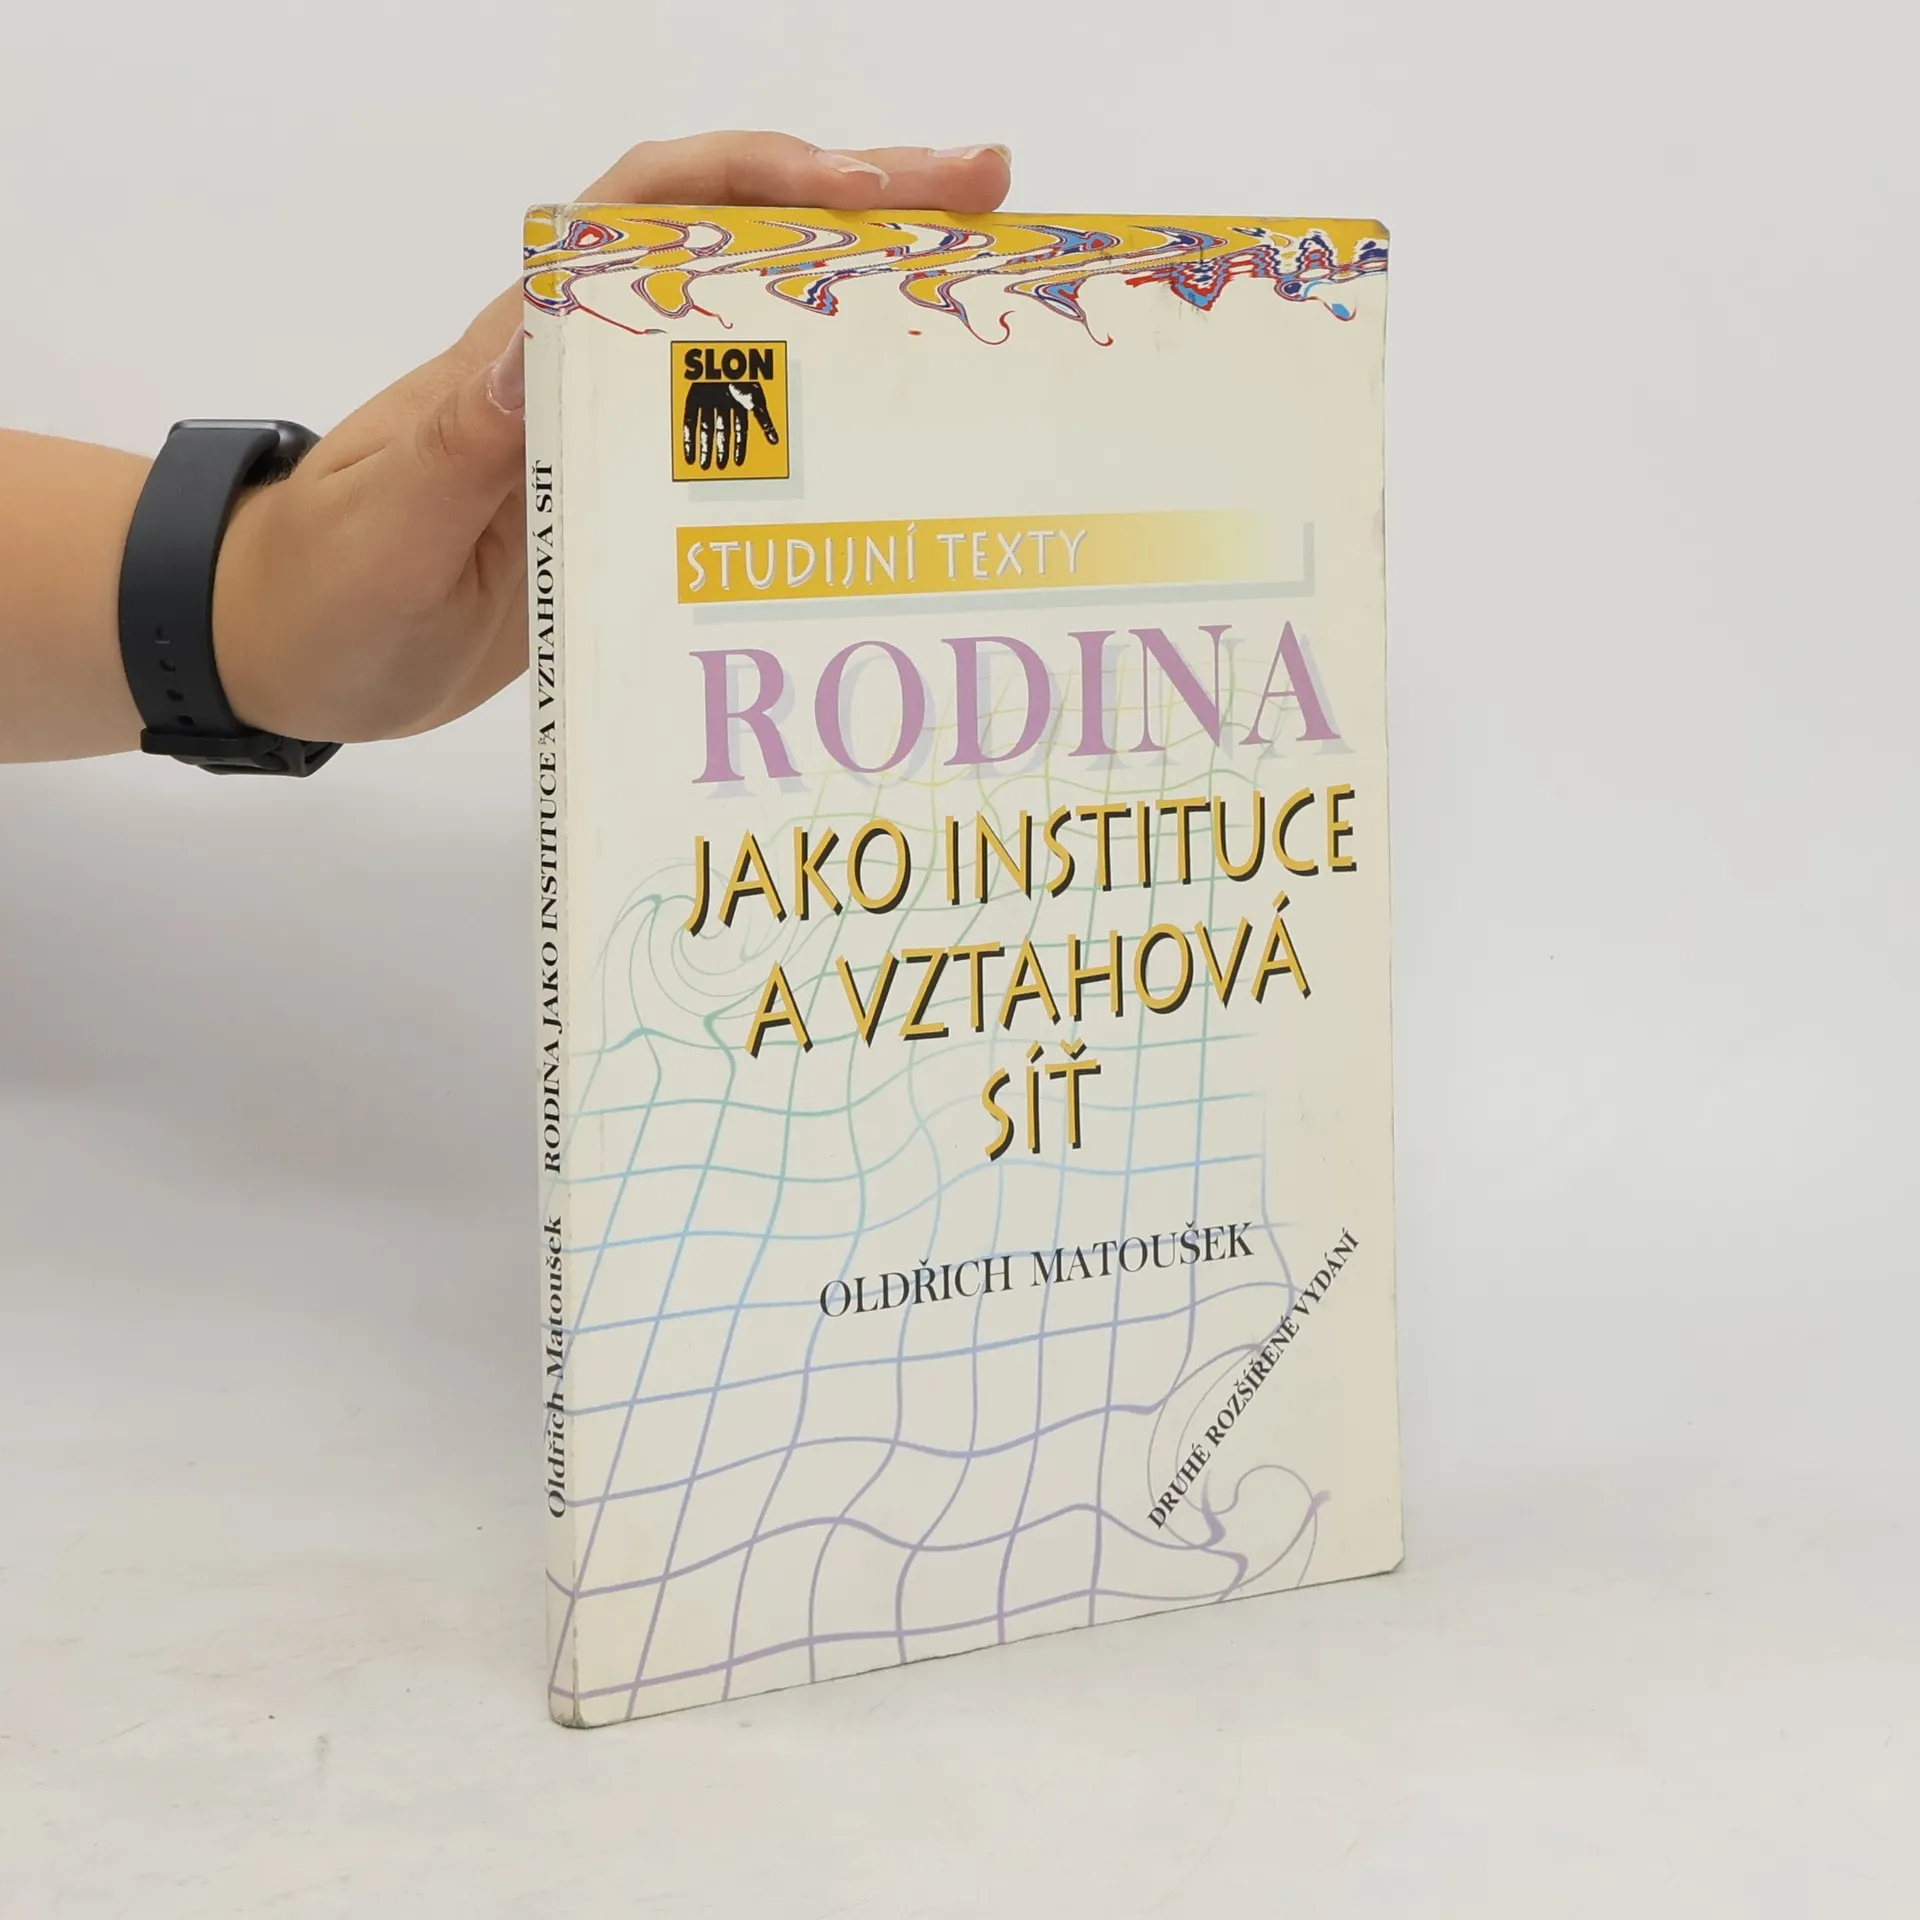 SLON
STUDIJNÍ TEXTY
RODINA
JAKO INSTITUCE
A VZTAHOVÁ
SÍŤ
OLDŘICH MATOUŠEK
DRUHÉ ROZŠÍŘENÉ VYDÁNÍ
Oldřich Matoušek RODINA JAKO INSTITUCE A VZTAHOVÁ SÍŤ